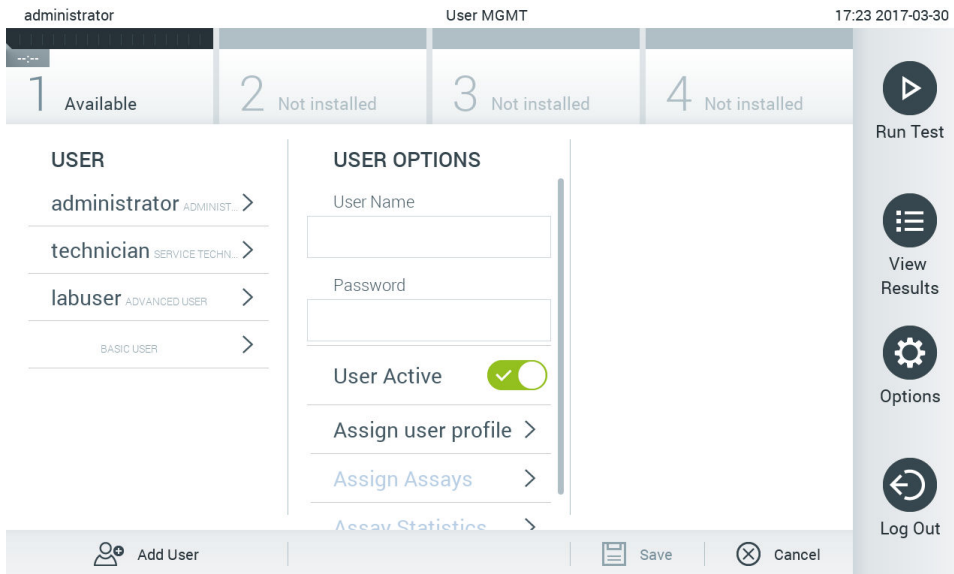 administrator User MGMT 17:23 2017-03-30
--:--
1 Available 2 Not installed 3 Not installed 4 Not installed
USER
administrator ADMINIST...
technician SERVICE TECHN...
labuser ADVANCED USER
BASIC USER
USER OPTIONS
User Name
Password
User Active
Assign user profile
Assign Assays
Assay Statistics
Run Test
View
Results
Options
Log Out
Add User Save Cancel